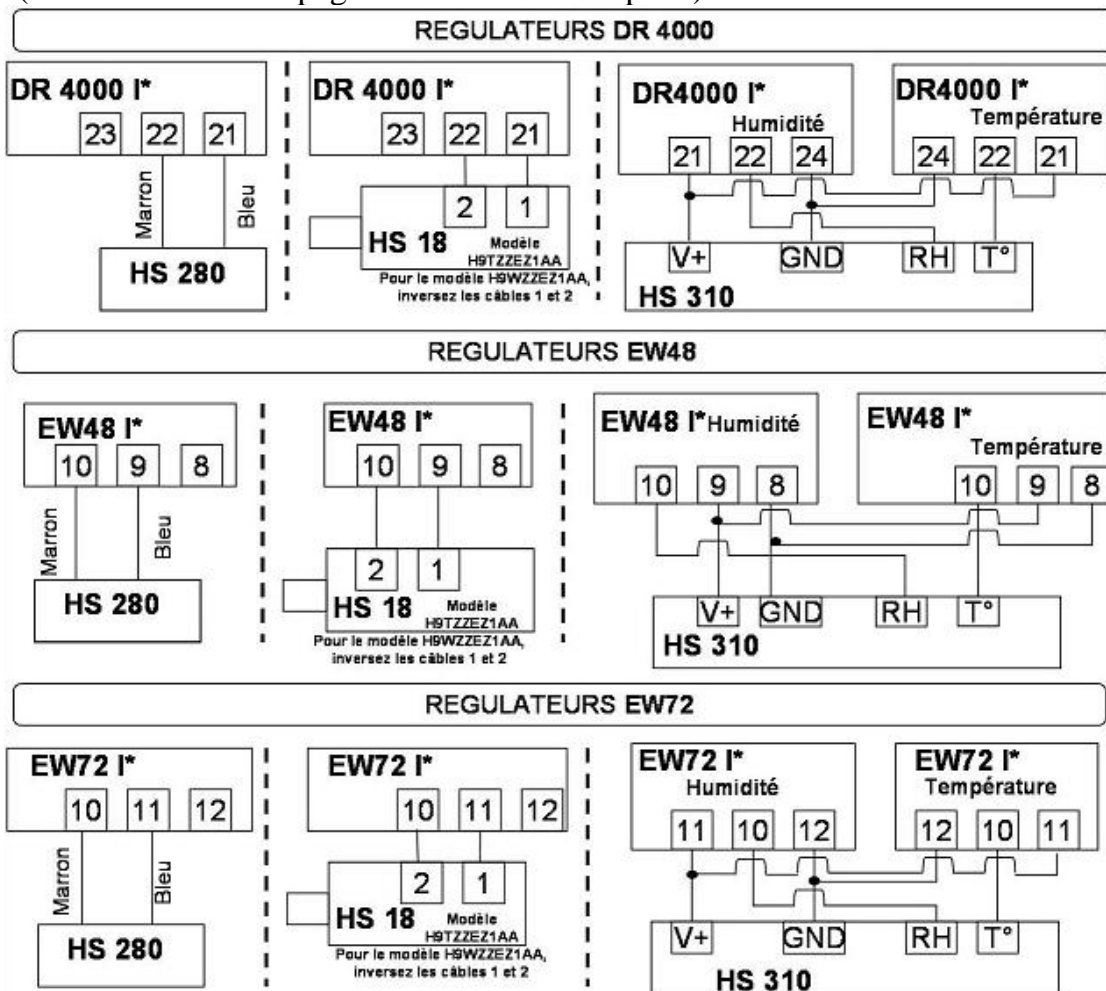 REGULATEURS DR 4000
DR 4000 I*
23 22 21
Marron
Bleu
HS 280
DR 4000 I*
23 22 21
2 1
HS 18
Modèle
H9TZZEZ1AA
Pour le modèle H9WZZEZ1AA,
inversez les câbles 1 et 2
DR4000 I*
Humidité
21 22 24
DR4000 I*
Température
24 22 21
V+ GND RH T°
HS 310
REGULATEURS EW48
EW48 I*
10 9 8
Marron
Bleu
HS 280
EW48 I*
10 9 8
2 1
HS 18
Modèle
H9TZZEZ1AA
Pour le modèle H9WZZEZ1AA,
inversez les câbles 1 et 2
EW48 I* Humidité
10 9 8
EW48 I*
Température
10 9 8
V+ GND RH T°
HS 310
REGULATEURS EW72
EW72 I*
10 11 12
Marron
Bleu
HS 280
EW72 I*
10 11 12
2 1
HS 18
Modèle
H9TZZEZ1AA
Pour le modèle H9WZZEZ1AA,
inversez les câbles 1 et 2
EW72 I*
Humidité
11 10 12
EW72 I*
Température
12 10 11
V+ GND RH T°
HS 310